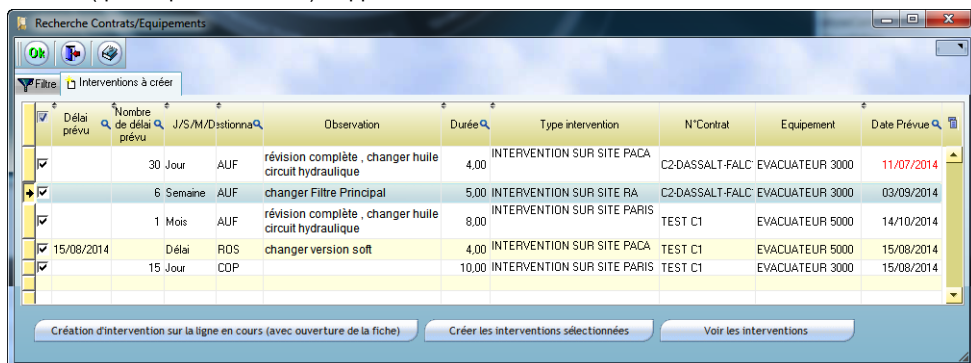 Recherche Contrats/Equipements
Ok
Filtre Interventions à créer
Délai prévu Nombre de délai prévu J/S/M/D stionna Observation Durée Type intervention N°Contrat Equipement Date Prévue
30 Jour AUF révision complète , changer huile circuit hydraulique 4,00 INTERVENTION SUR SITE PACA C2-DASSALT-FALC EVACUATEUR 3000 11/07/2014
6 Semaine AUF changer Filtre Principal 5,00 INTERVENTION SUR SITE RA C2-DASSALT-FALC EVACUATEUR 3000 03/09/2014
1 Mois AUF révision complète , changer huile circuit hydraulique 8,00 INTERVENTION SUR SITE PARIS TEST C1 EVACUATEUR 5000 14/10/2014
15/08/2014 Délai ROS changer version soft 4,00 INTERVENTION SUR SITE PACA TEST C1 EVACUATEUR 5000 15/08/2014
15 Jour COP 10,00 INTERVENTION SUR SITE PARIS TEST C1 EVACUATEUR 3000 15/08/2014
Création d'intervention sur la ligne en cours (avec ouverture de la fiche) Créer les interventions sélectionnées Voir les interventions